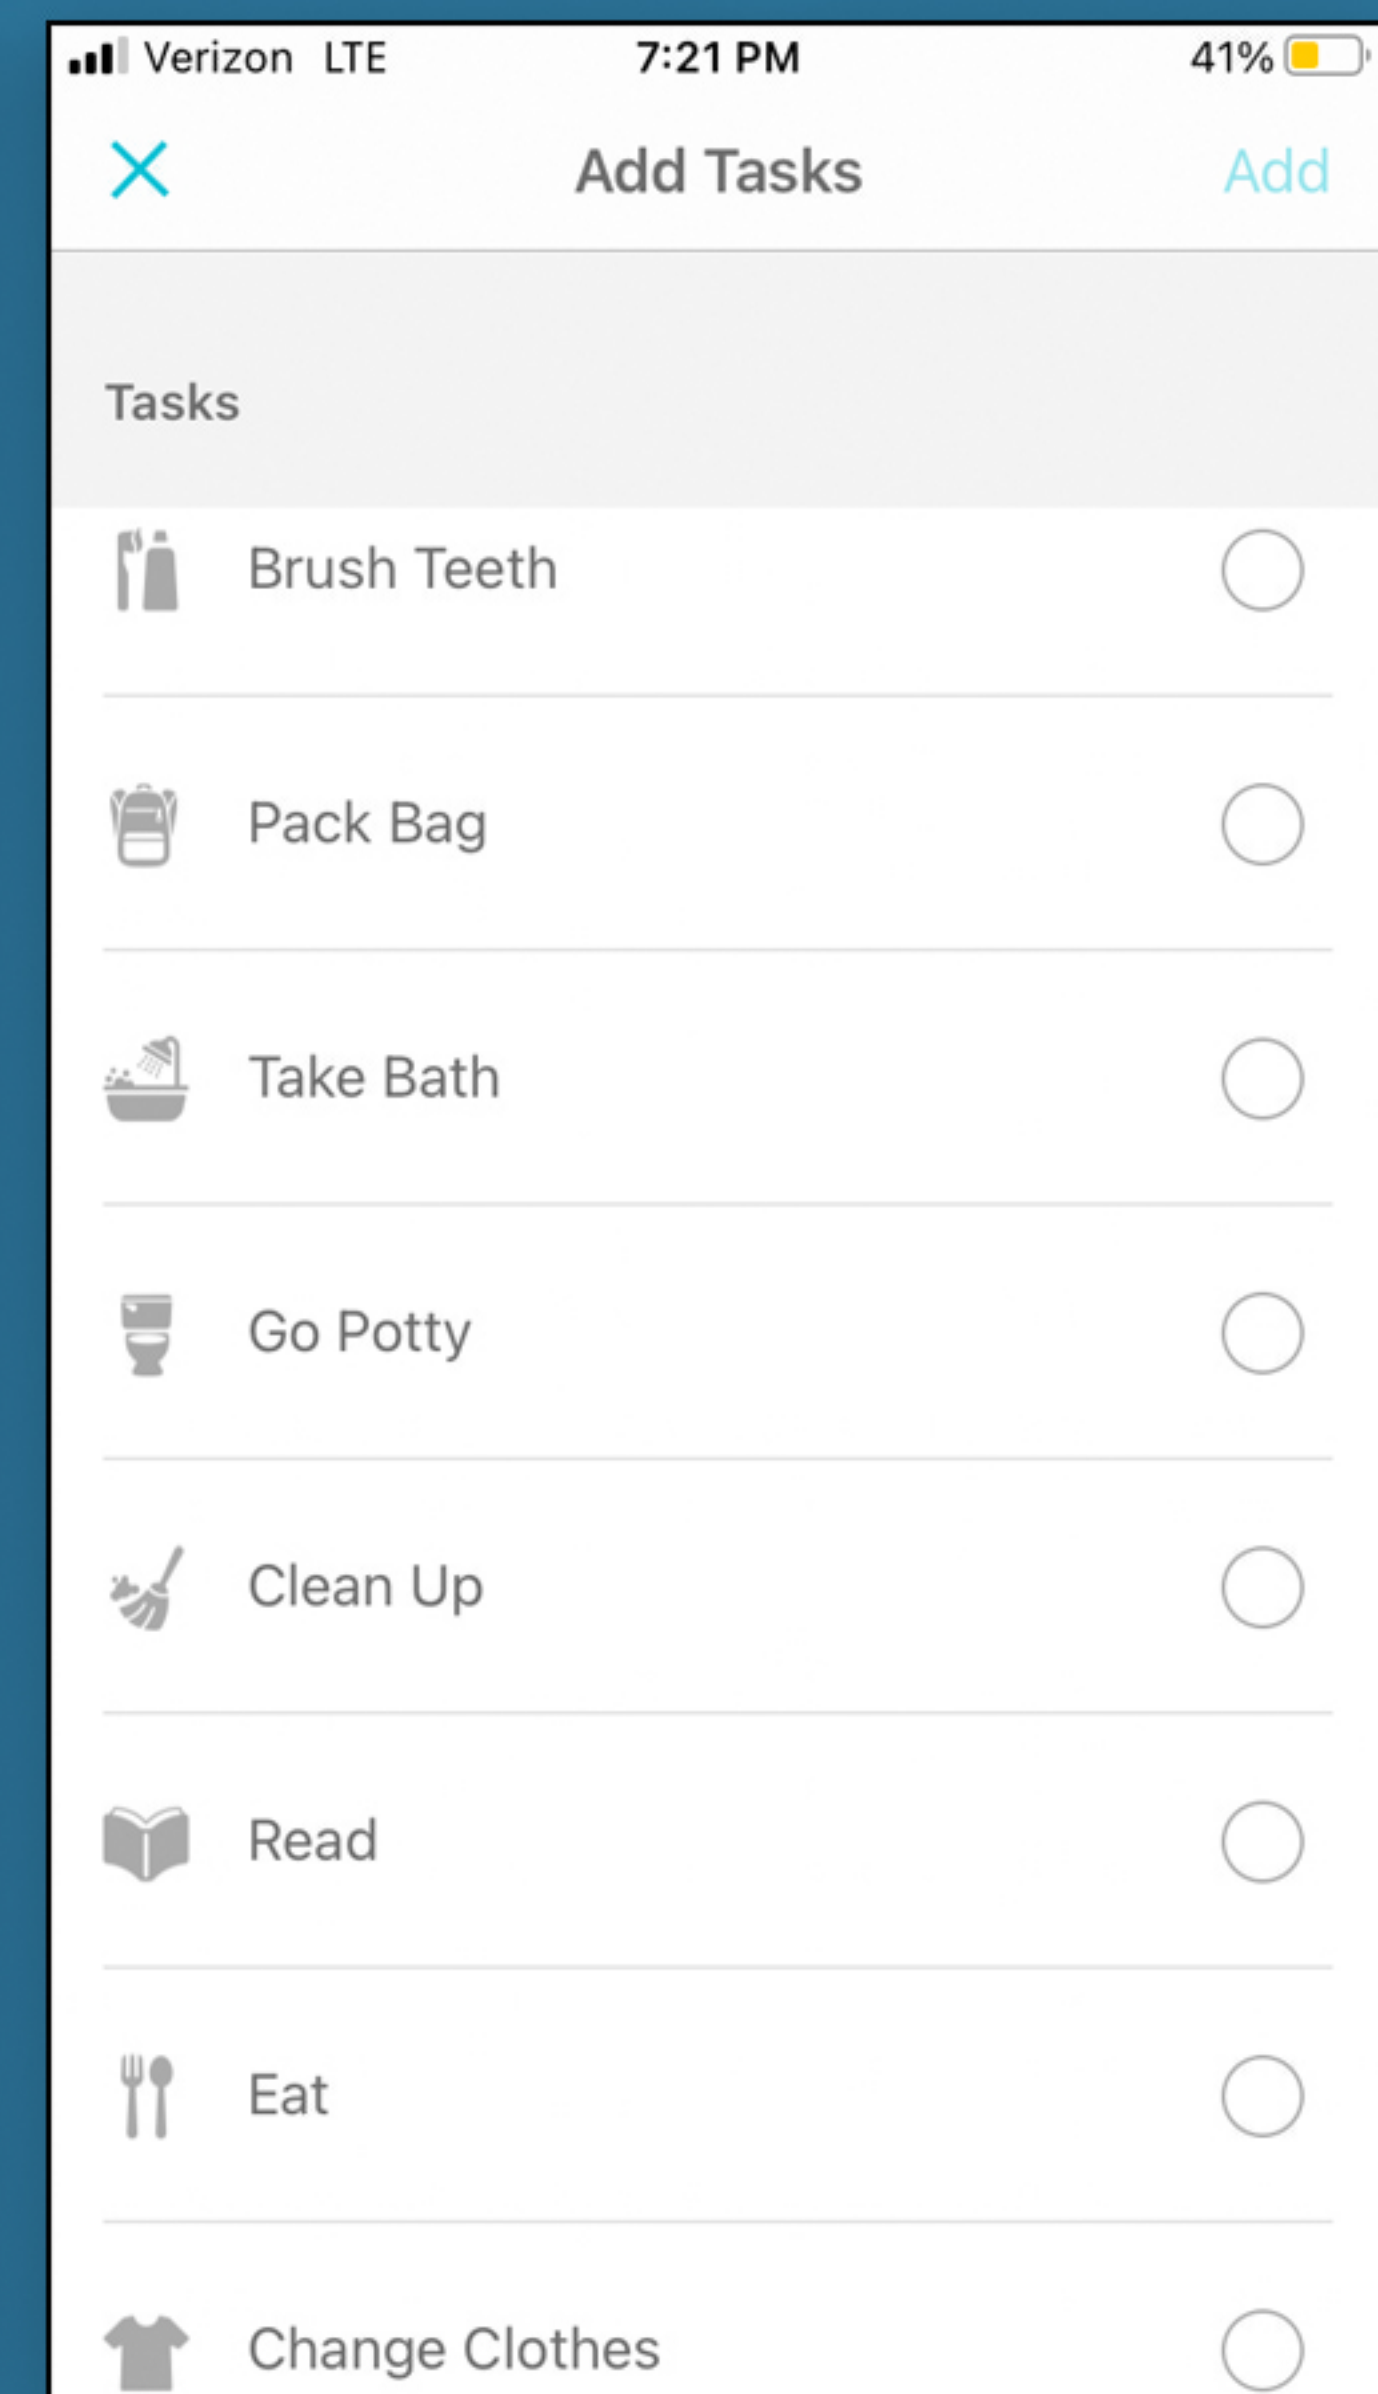 Verizon LTE 7:21 PM 41%
Add Tasks Add
Tasks
Brush Teeth
Pack Bag
Take Bath
Go Potty
Clean Up
Read
Eat
Change Clothes